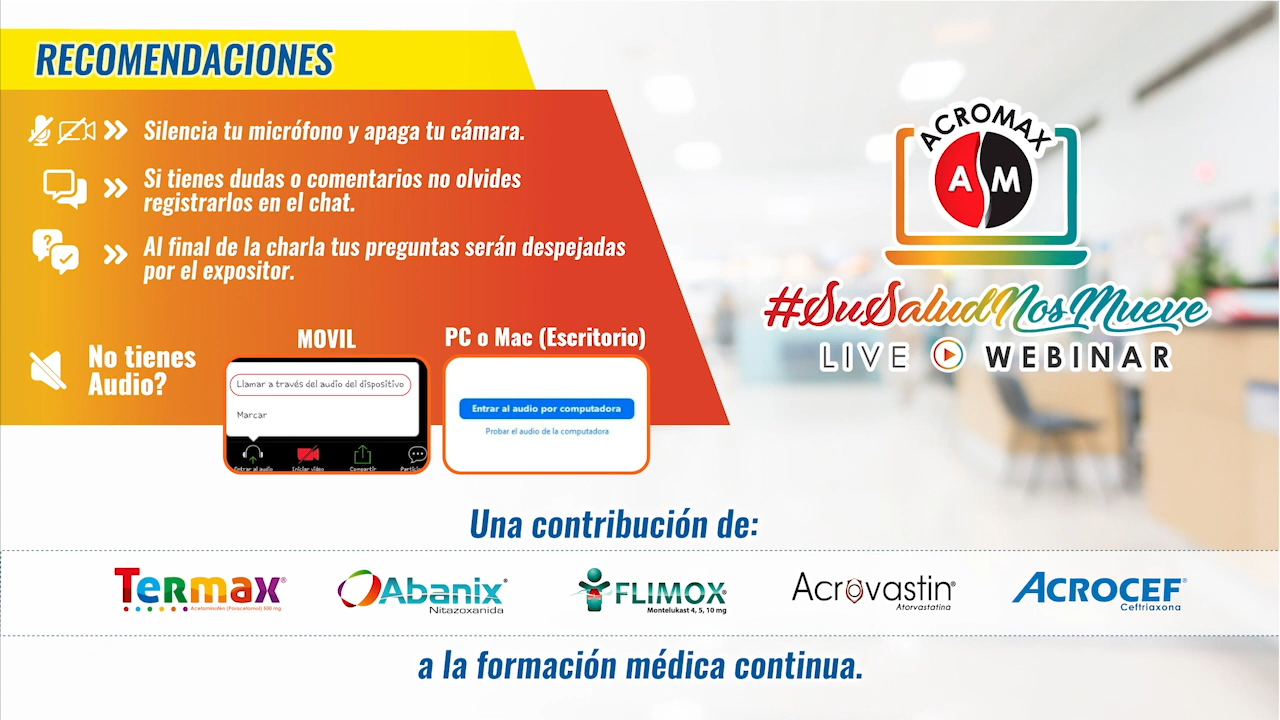 RECOMENDACIONES
Silencia tu micrófono y apaga tu cámara.
Si tienes dudas o comentarios no olvides
registrarlos en el chat.
Al final de la charla tus preguntas serán despejadas
por el expositor.
No tienes
Audio?
MOVIL
Llamar a través del audio del dispositivo
Marcar
Entrar al audio
Iniciar video
Compartir
PC o Mac (Escritorio)
Entrar al audio por computadora
Probar el audio de la computadora
ACROMAX
AM
#SuSaludNosMueve
LIVE WEBINAR
Una contribución de:
TERMAX®
Acetaminofén (Paracetamol) 500 mg
Abanix®
Nitazoxanida
FLIMOX®
Montelukast 4, 5, 10 mg
Acrovastin®
Atorvastatina
ACROCEF®
Ceftriaxona
a la formación médica continua.